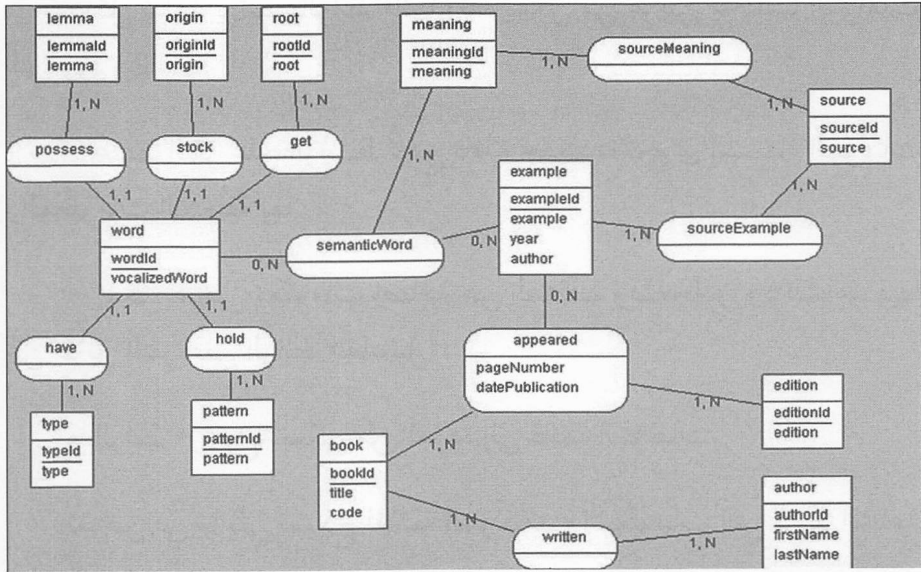 lemma
lemmaId
lemma
origin
originId
origin
root
rootId
root
meaning
meaningId
meaning
sourceMeaning
1, N
1, N
1, N
1, N
1, N
source
sourceId
source
possess
stock
get
1, N
1, N
example
exampleId
example
year
author
1, 1
1, 1
1, 1
word
wordId
vocalizedWord
semanticWord
0, N
0, N
1, N
sourceExample
1, 1
1, 1
0, N
have
hold
appeared
pageNumber
datePublication
1, N
1, N
type
typeId
type
pattern
patternId
pattern
1, N
1, N
edition
editionId
edition
book
bookId
title
code
1, N
written
1, N
author
authorId
firstName
lastName